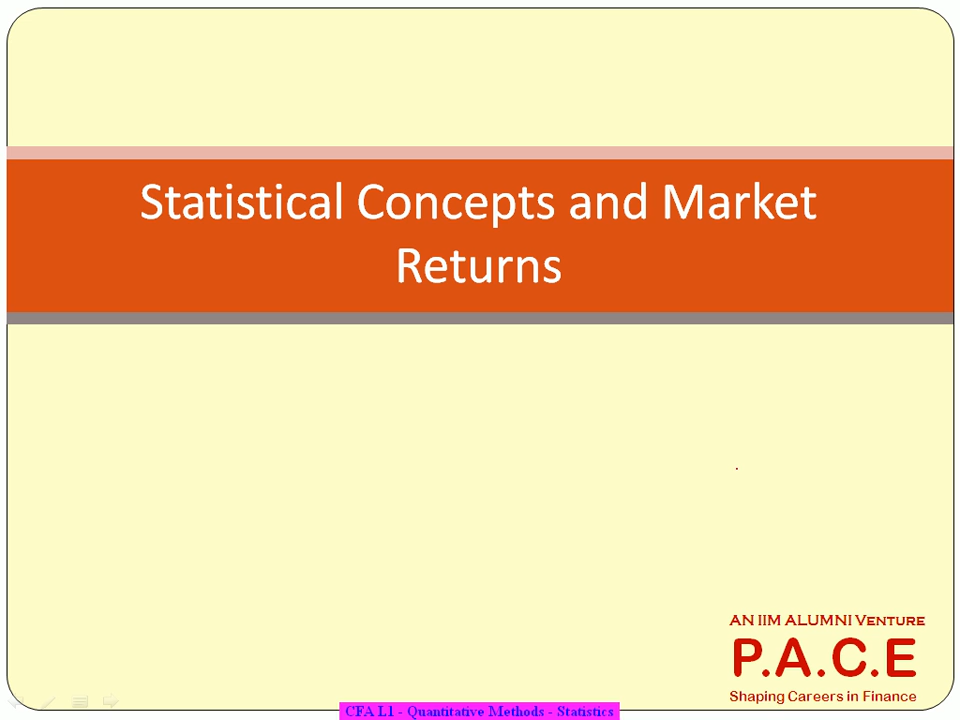 Statistical Concepts and Market
Returns
AN IIM ALUMNI VENTURE
P.A.C.E
Shaping Careers in Finance
CFA L1 - Quantitative Methods - Statistics